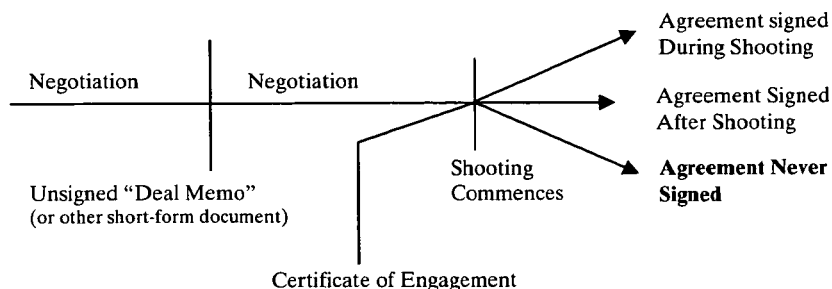 Agreement signed
During Shooting
Negotiation
Negotiation
Agreement Signed
After Shooting
Unsigned “Deal Memo”
(or other short-form document)
Shooting
Commences
Agreement Never
Signed
Certificate of Engagement